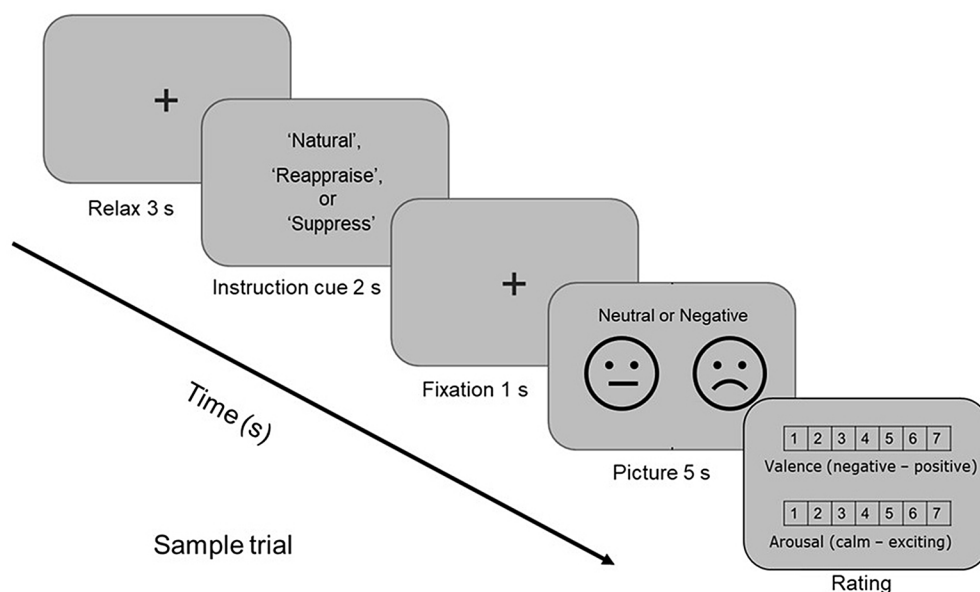 +
Relax 3 s
‘Natural’,
‘Reappraise’,
or
‘Suppress’
Instruction cue 2 s
+
Fixation 1 s
Neutral or Negative
Picture 5 s
1 2 3 4 5 6 7
Valence (negative – positive)
1 2 3 4 5 6 7
Arousal (calm – exciting)
Rating
Time (s)
Sample trial